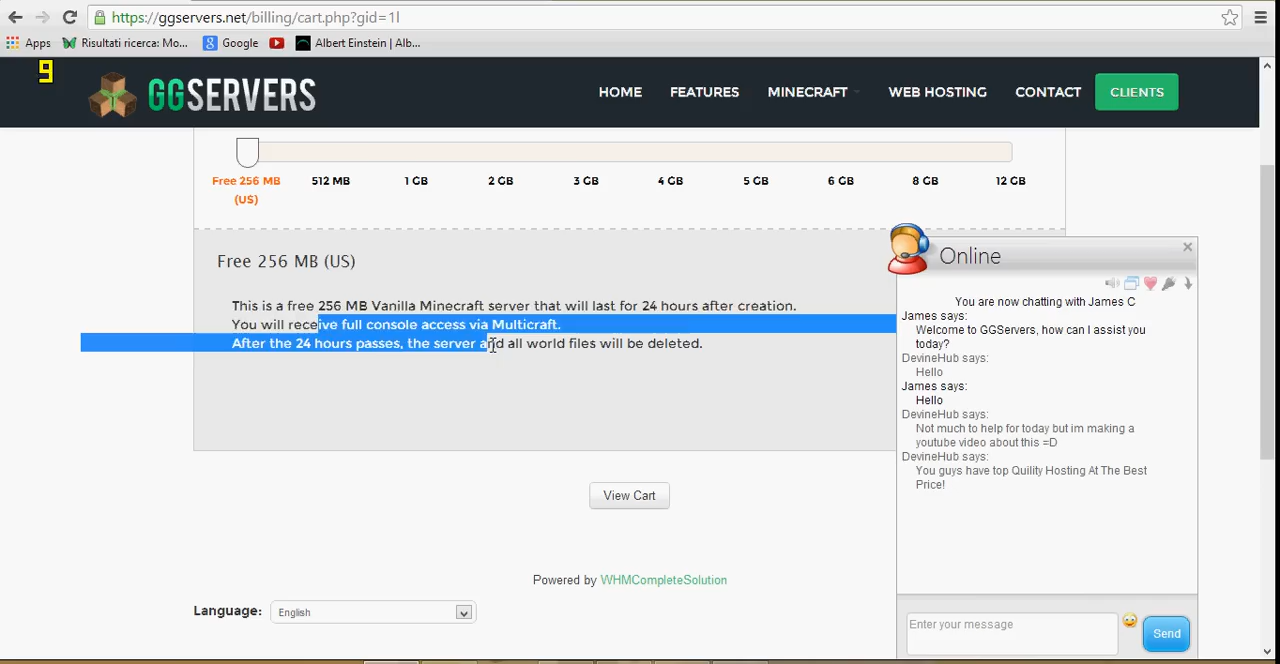 https://ggservers.net/billing/cart.php?gid=1l
Apps Risultati ricerca: Mo... Google Albert Einstein | Alb...
9
GGSERVERS
HOME FEATURES MINECRAFT WEB HOSTING CONTACT CLIENTS
Free 256 MB (US) 512 MB 1 GB 2 GB 3 GB 4 GB 5 GB 6 GB 8 GB 12 GB
Free 256 MB (US)
This is a free 256 MB Vanilla Minecraft server that will last for 24 hours after creation.
You will receive full console access via Multicraft.
After the 24 hours passes, the server and all world files will be deleted.
View Cart
Powered by WHMCompleteSolution
Language: English
Online
You are now chatting with James C
James says:
Welcome to GGServers, how can I assist you
today?
DevineHub says:
Hello
James says:
Hello
DevineHub says:
Not much to help for today but im making a
youtube video about this =D
DevineHub says:
You guys have top Quility Hosting At The Best
Price!
Enter your message
Send